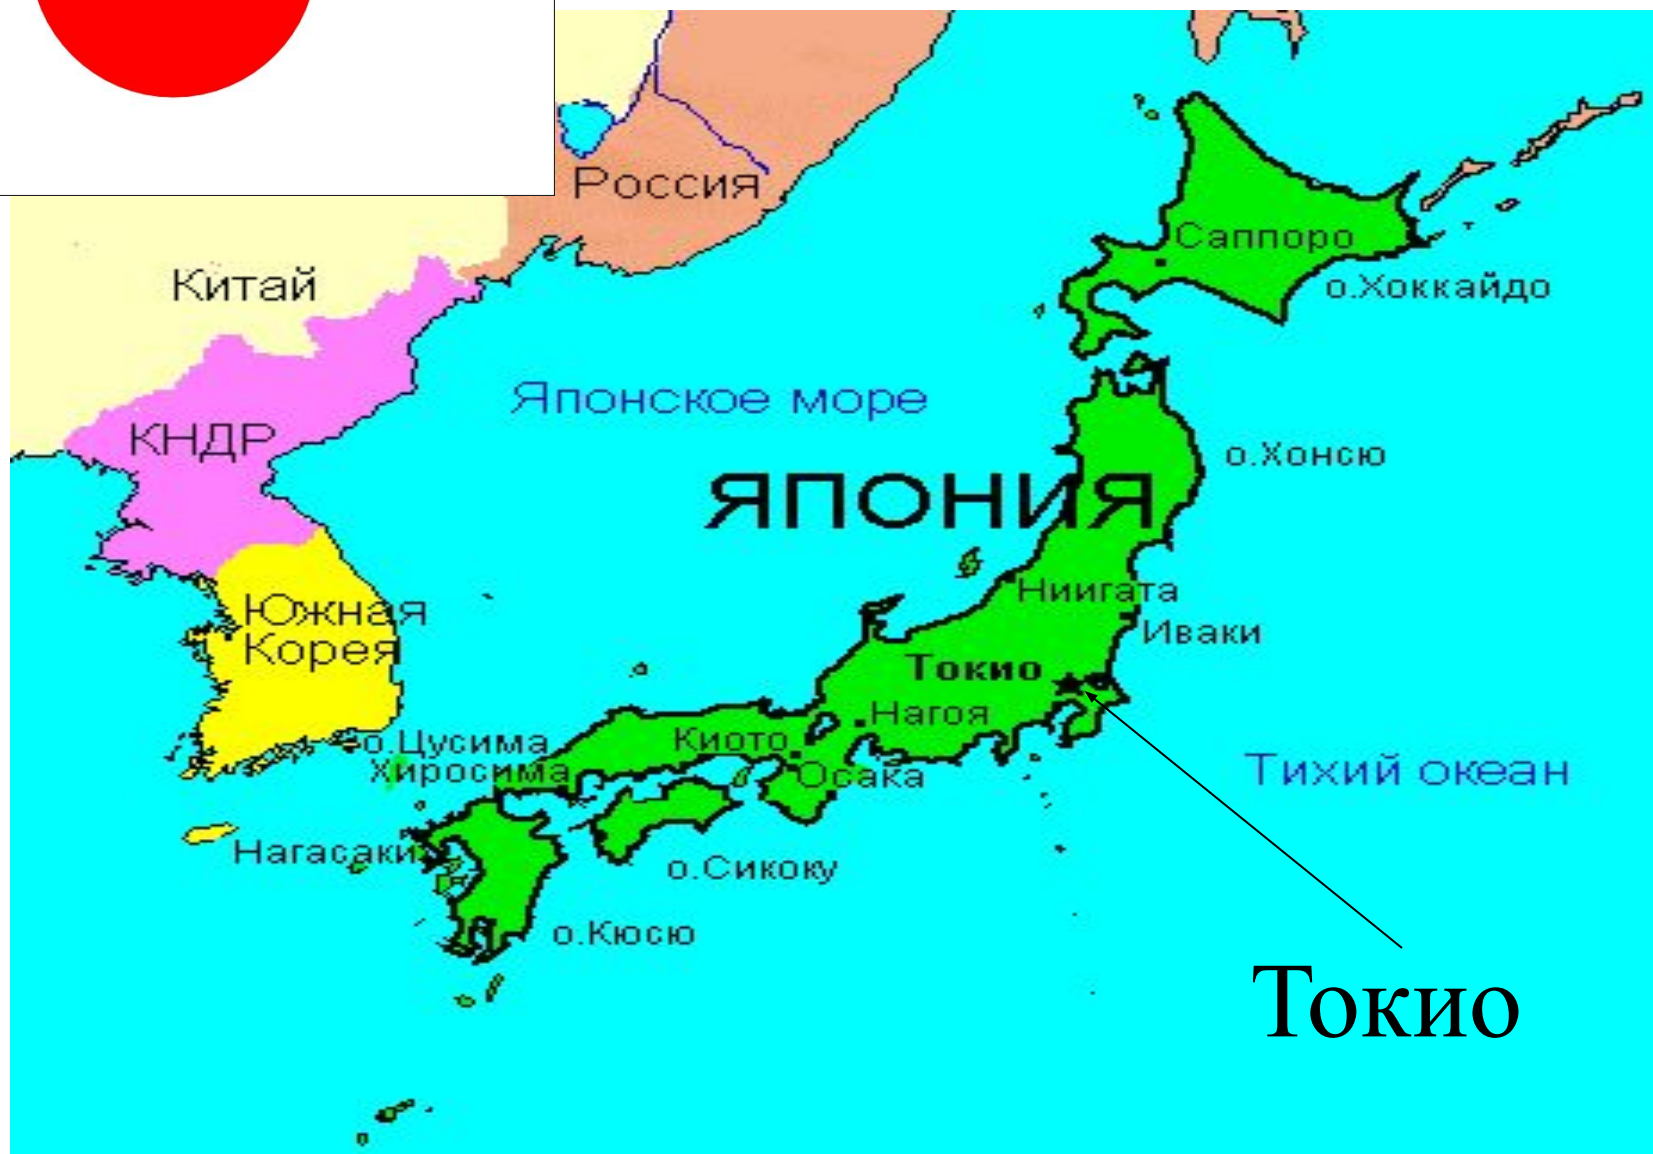 Россия
Саппоро
Китай
о.Хоккайдо
Японское море
КНДР
о.Хонсю
ЯПОНИЯ
Ниигата
Южная
Корея
Иваки
Токио
Нагоя
о.Цусима
Киото
Хиросима
Осака
Тихий океан
Нагасаки
о.Сикоку
о.Кюсю
Токио